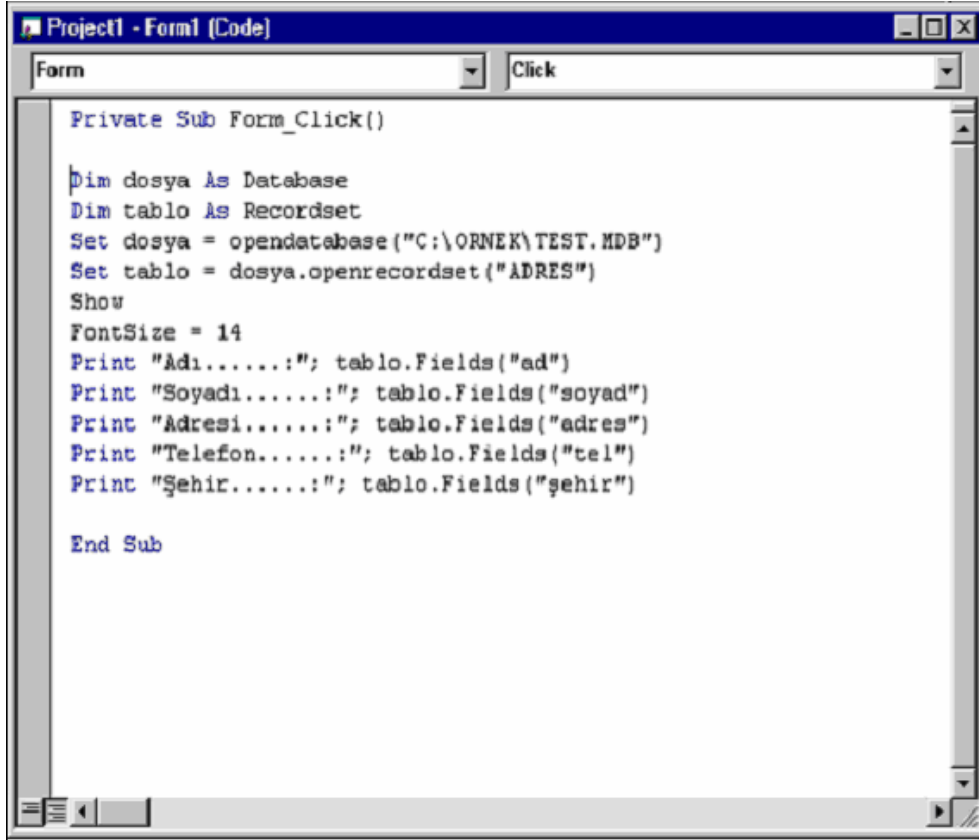 Project1 - Form1 (Code)
Form Click
Private Sub Form_Click()
Dim dosya As Database
Dim tablo As Recordset
Set dosya = opendatabase("C:\ORNEK\TEST.MDB")
Set tablo = dosya.openrecordset("ADRES")
Show
FontSize = 14
Print "Adı......:"; tablo.Fields("ad")
Print "Soyadı......:"; tablo.Fields("soyad")
Print "Adresi......:"; tablo.Fields("adres")
Print "Telefon......:"; tablo.Fields("tel")
Print "Şehir......:"; tablo.Fields("şehir")
End Sub